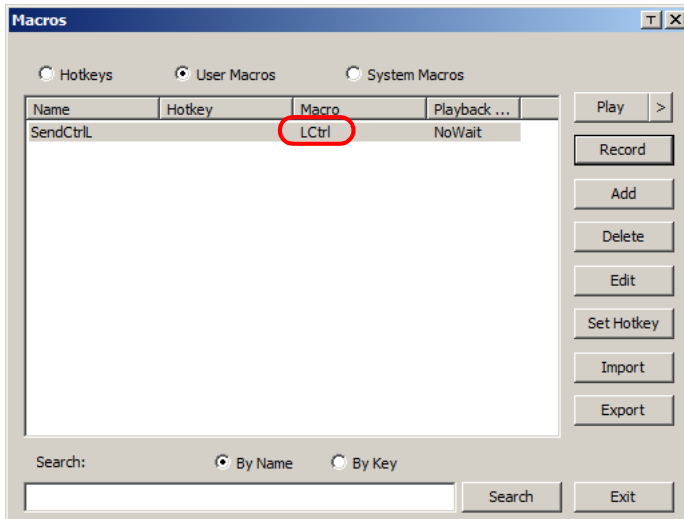 Macros
Hotkeys User Macros System Macros
Name Hotkey Macro Playback ... Play >
SendCtrlL LCtrl NoWait
Record
Add
Delete
Edit
Set Hotkey
Import
Export
Search: By Name By Key
Search Exit